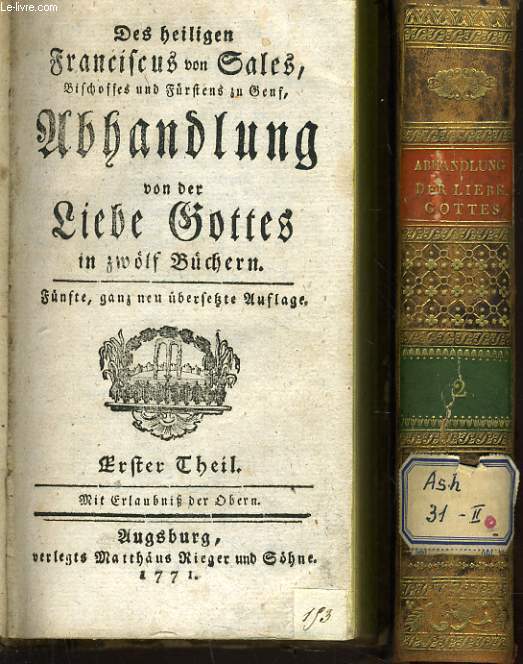 Le-livre.com
Des heiligen
Franciscus von Sales,
Bischoffes und Fürstens zu Genf,
Abhandlung
von der
Liebe Gottes
in zwölf Büchern.
Fünfte, ganz neu übersetzte Auflage.
Erster Theil.
Mit Erlaubniß der Obern.
Augsburg,
verlegts Matthäus Rieger und Söhne.
1771.
153
ABHANDLUNG
DER LIEBE
GOTTES
2
Ash
31-II